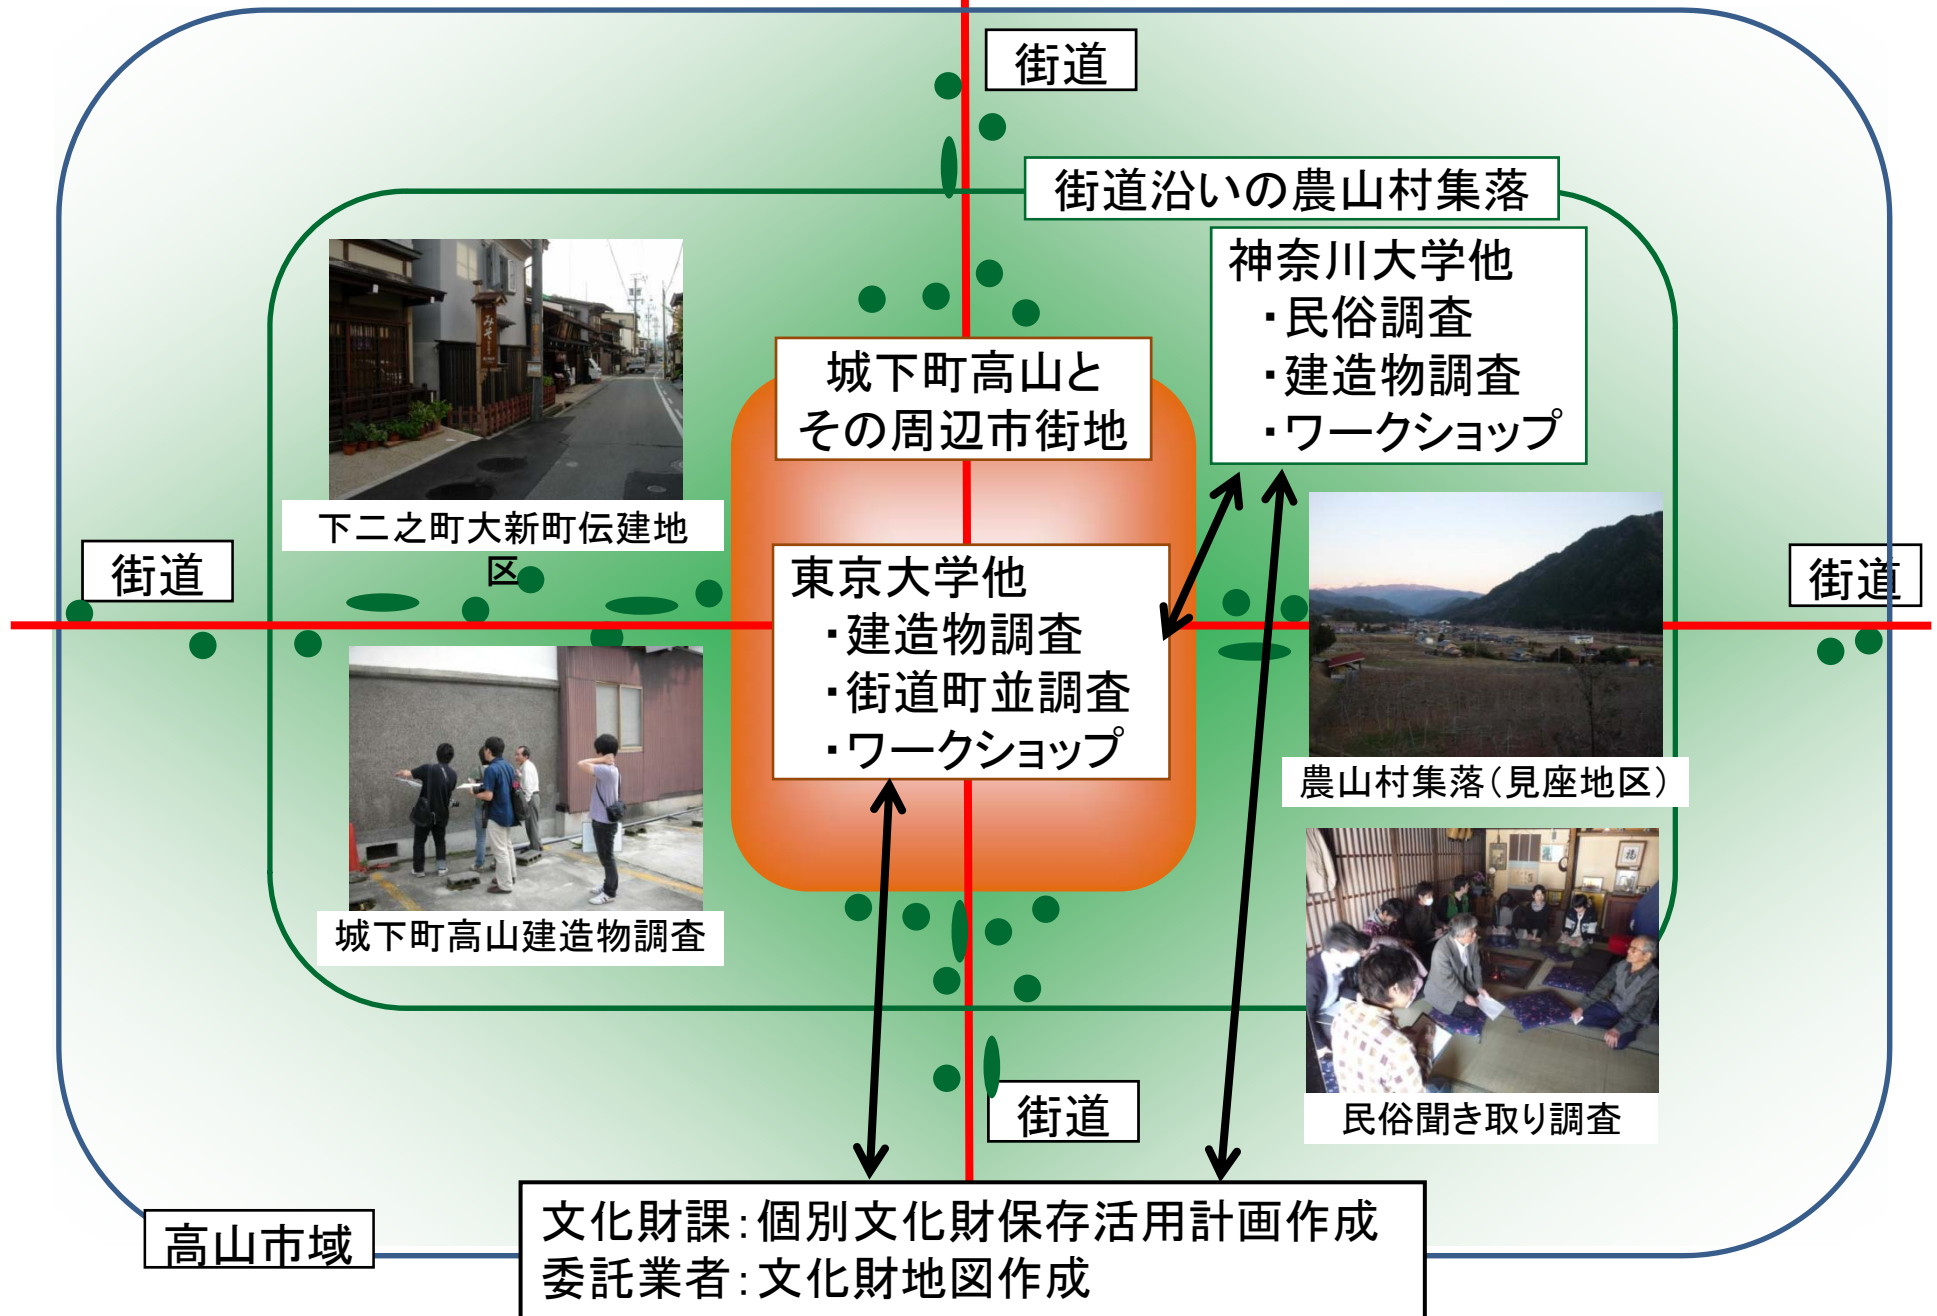 街道
街道沿いの農山村集落
神奈川大学他
・民俗調査
・建造物調査
・ワークショップ
城下町高山と
その周辺市街地
みそ
下二之町大新町伝建地
区
街道
街道
東京大学他
・建造物調査
・街道町並調査
・ワークショップ
農山村集落(見座地区)
城下町高山建造物調査
福
街道
民俗聞き取り調査
高山市域
文化財課:個別文化財保存活用計画作成
委託業者:文化財地図作成